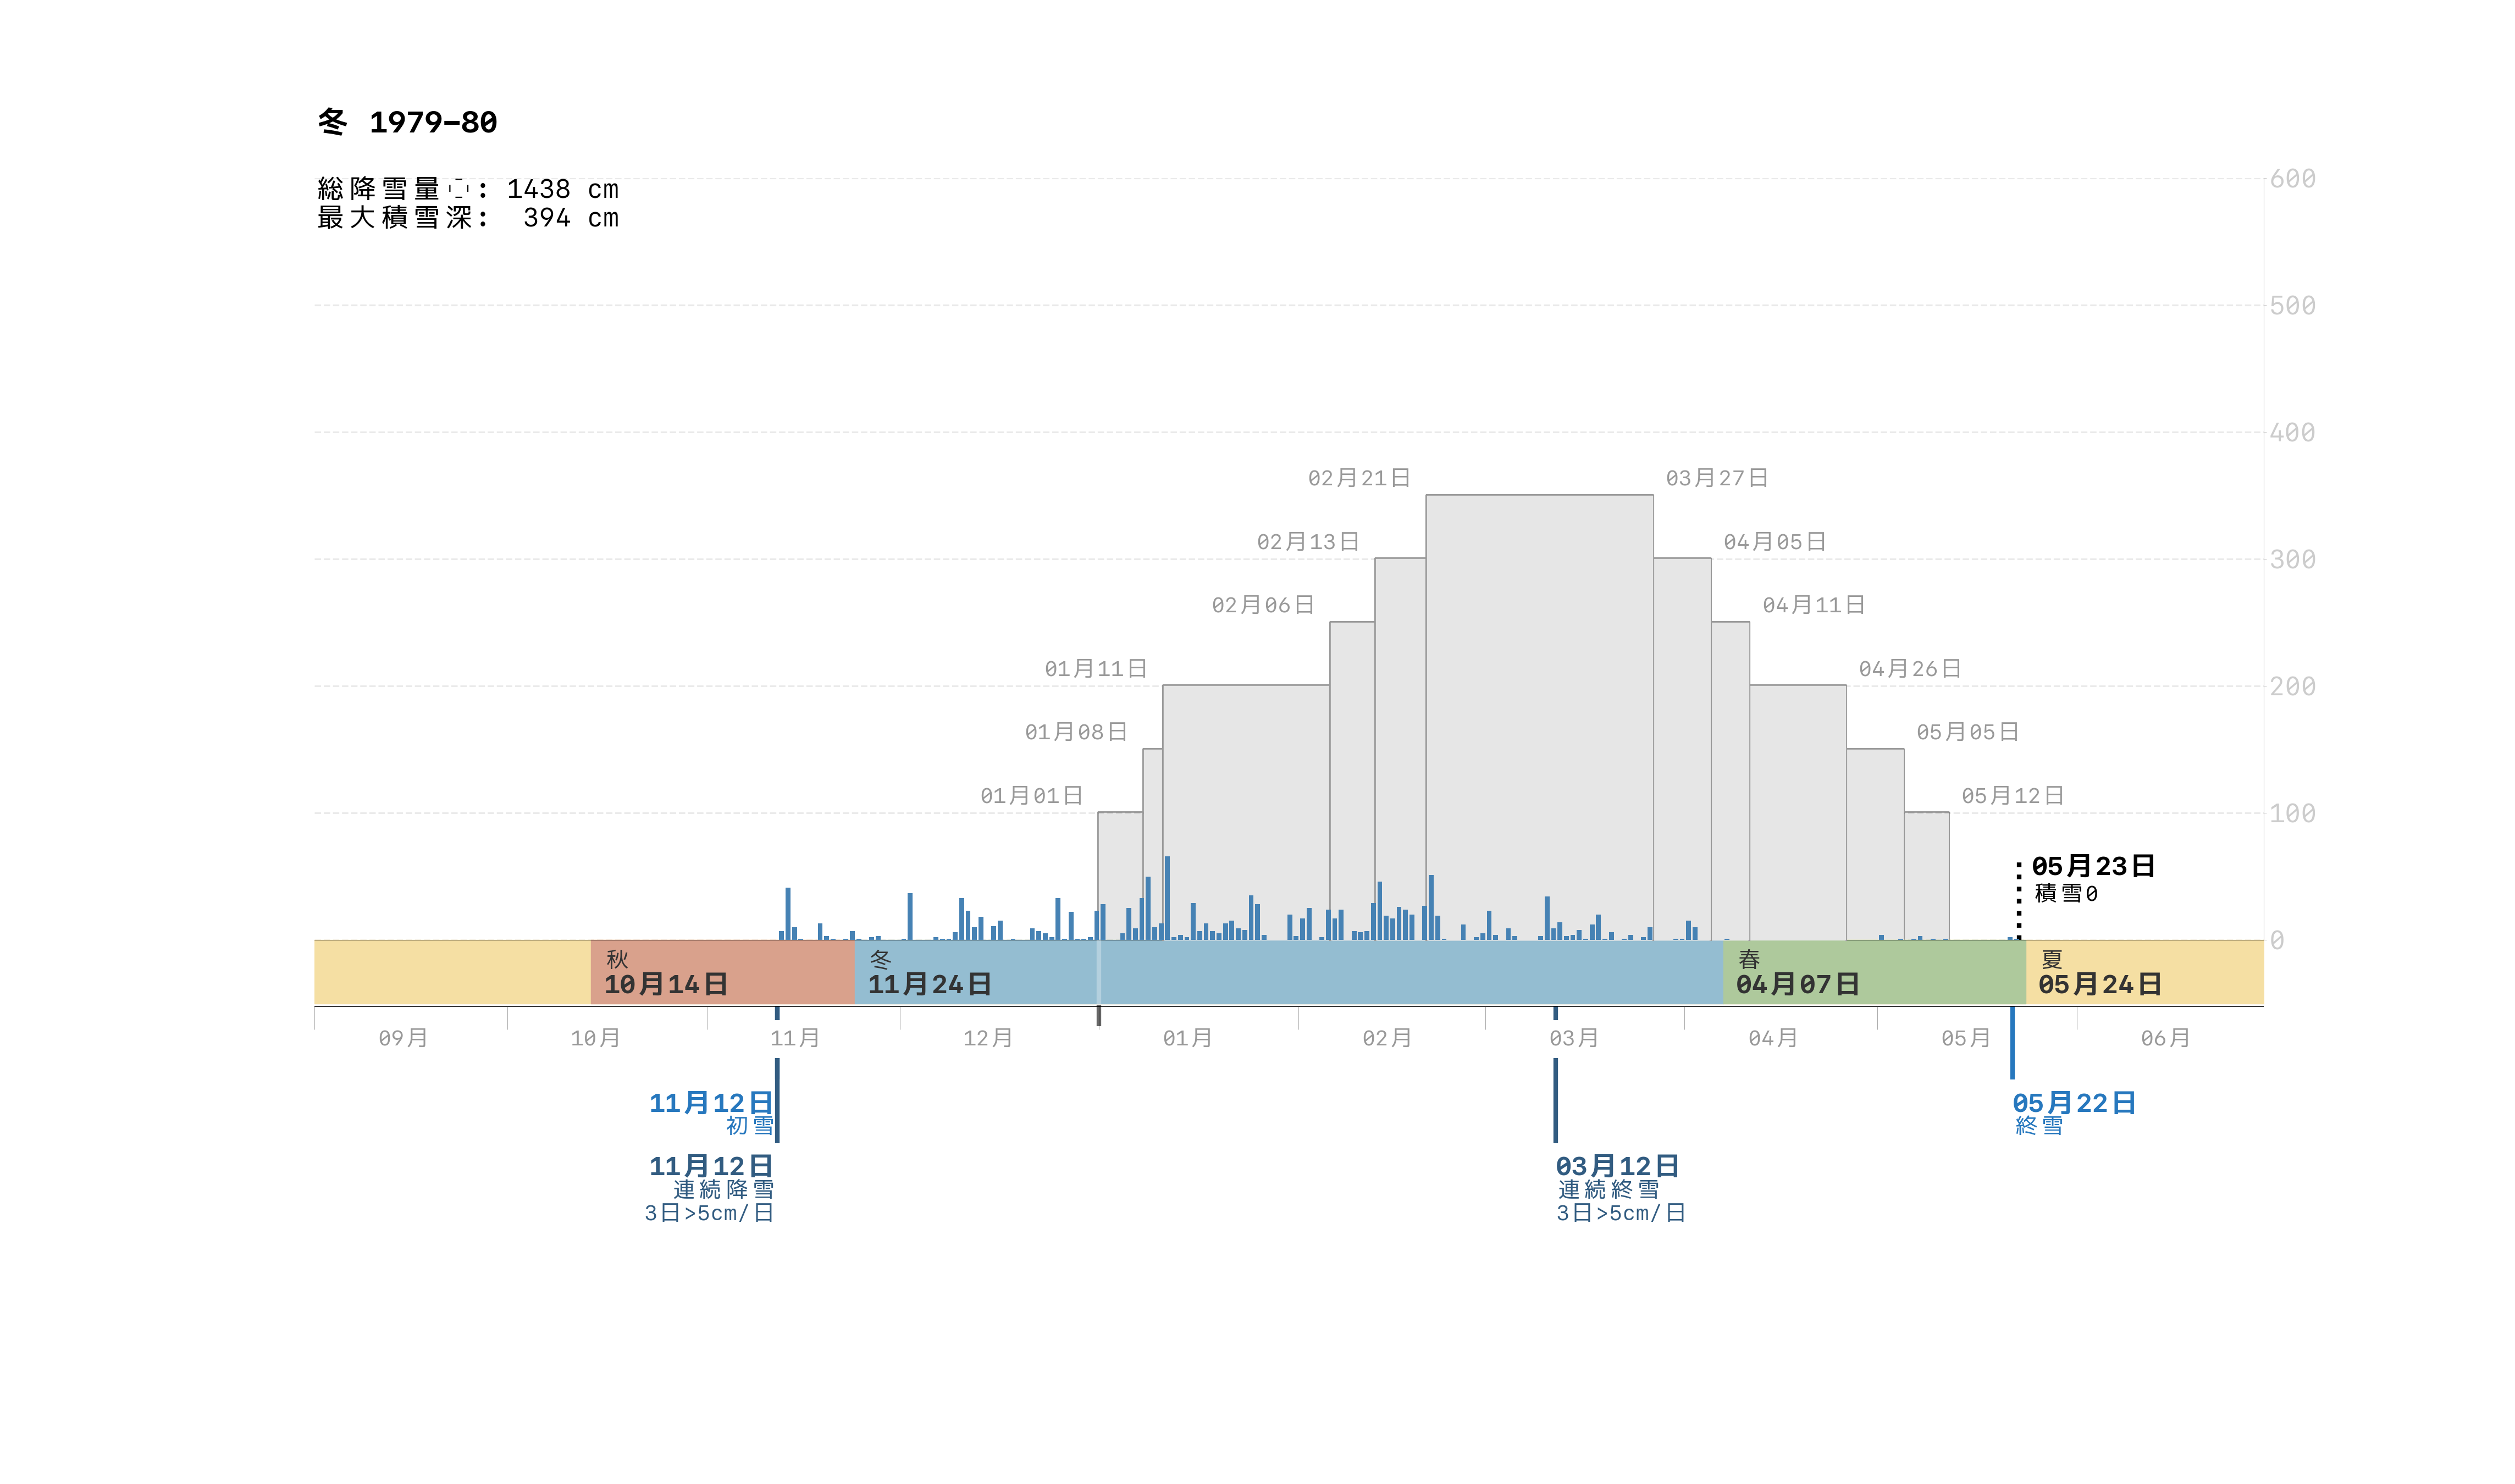 冬 1979-80
総降雪量: 1438 cm
最大積雪深: 394 cm
600
500
400
300
200
100
0
02月21日
03月27日
02月13日
04月05日
02月06日
04月11日
01月11日
04月26日
01月08日
05月05日
01月01日
05月12日
05月23日
積雪0
秋
10月14日
冬
11月24日
春
04月07日
夏
05月24日
09月
10月
11月
12月
01月
02月
03月
04月
05月
06月
11月12日
初雪
05月22日
終雪
11月12日
連続降雪
3日>5cm/日
03月12日
連続終雪
3日>5cm/日